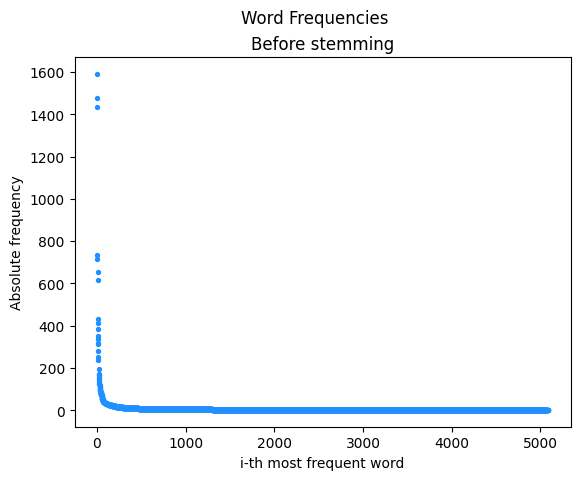 Word Frequencies
Before stemming
1600
1400
1200
1000
800
600
400
200
0
Absolute frequency
0 1000 2000 3000 4000 5000
i-th most frequent word